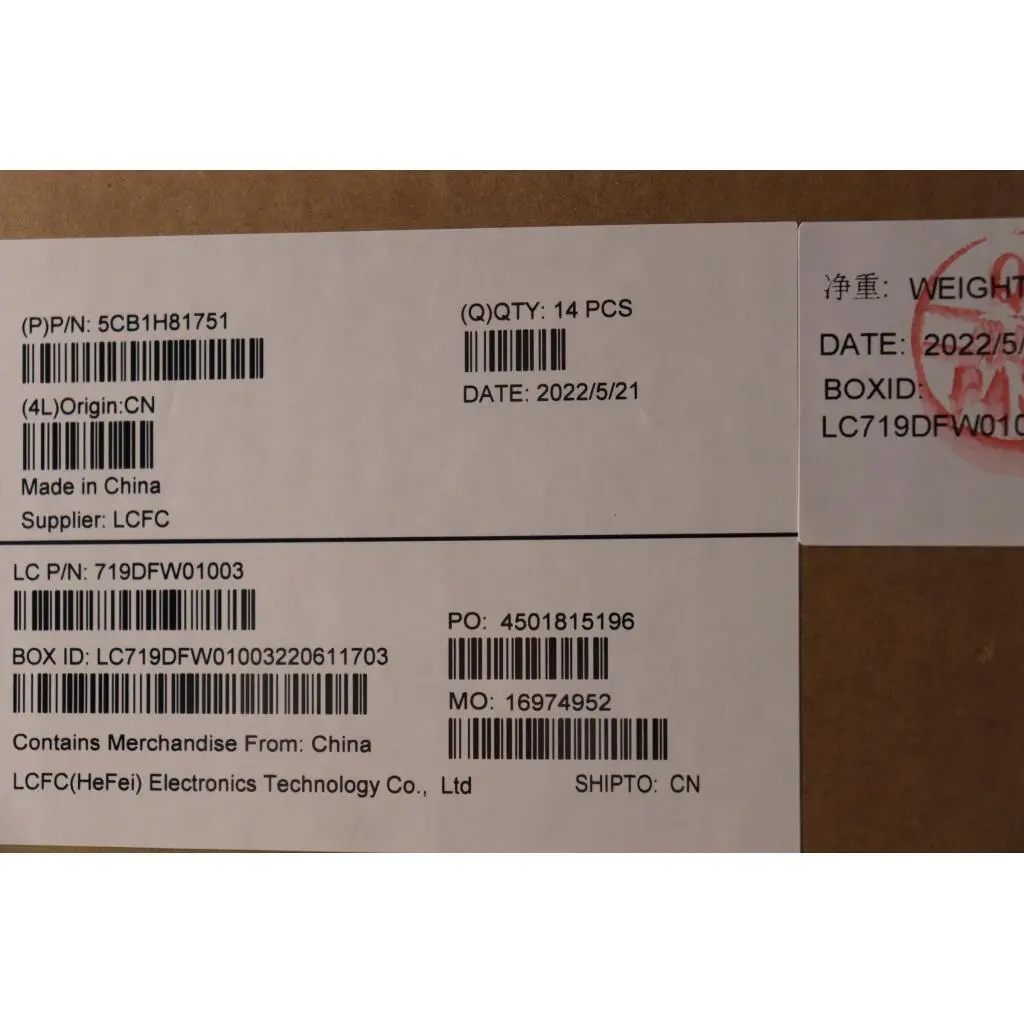 (P)P/N: 5CB1H81751
(Q)QTY: 14 PCS
DATE: 2022/5/21
(4L)Origin:CN
Made in China
Supplier: LCFC
LC P/N: 719DFW01003
BOX ID: LC719DFW01003220611703
PO: 4501815196
MO: 16974952
Contains Merchandise From: China
LCFC(HeFei) Electronics Technology Co., Ltd
SHIPTO: CN
净重: WEIGHT
DATE: 2022/5/
BOXID:
LC719DFW010